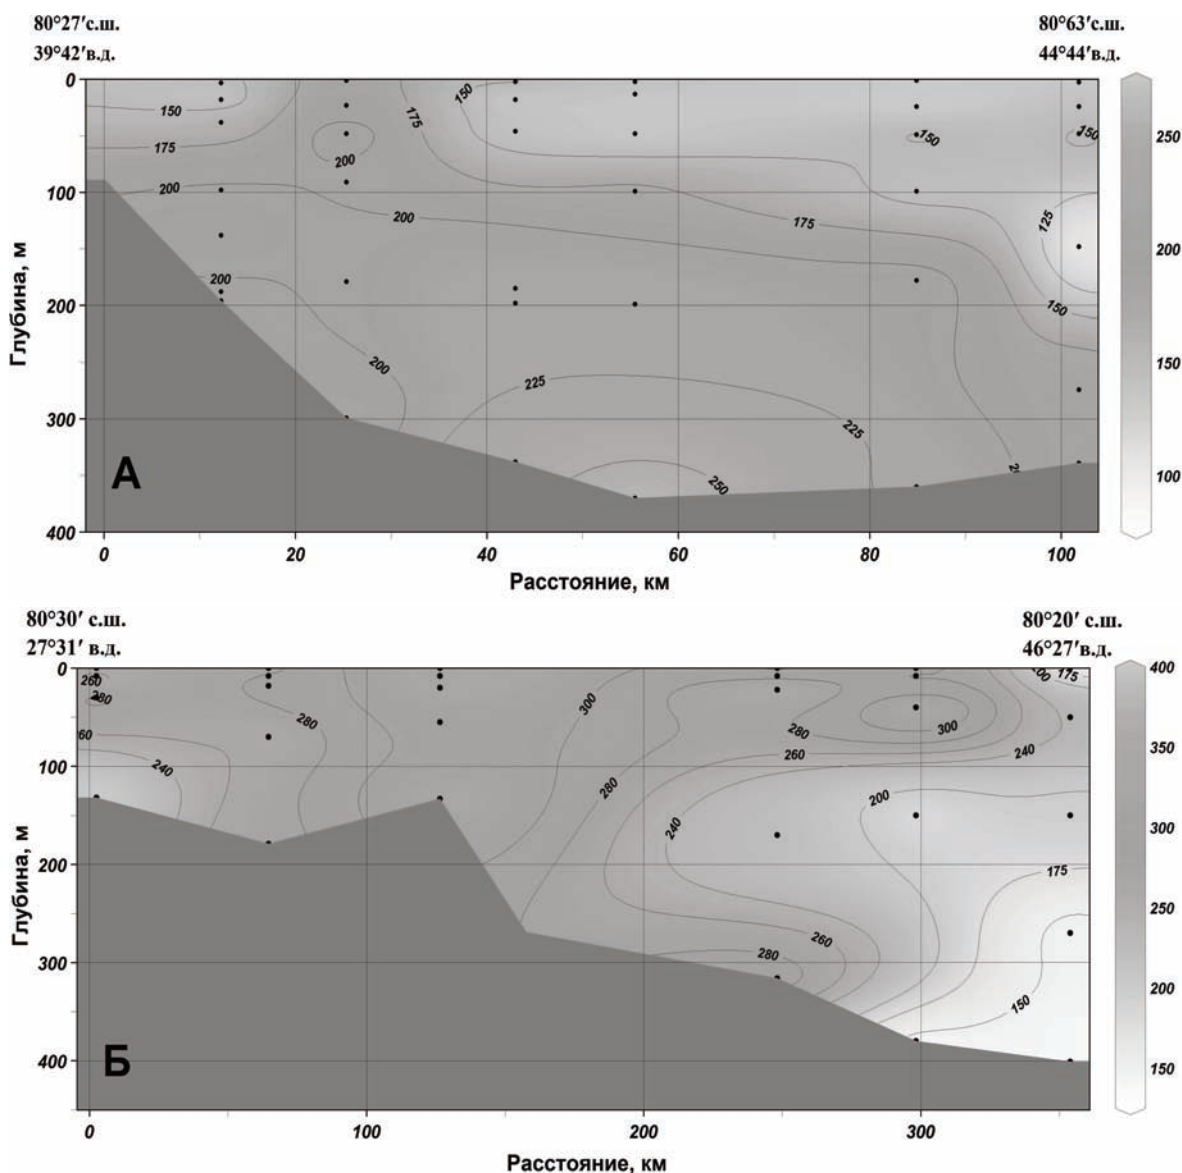 80°27′с.ш. 80°63′с.ш.
39°42′в.д. 44°44′в.д.
0
150 150 175 150 150 250
175 200
100 200 200 175 125 200
Глубина, м
200 200 150 150
200 225
300 225
А 250 2 100
400
0 20 40 60 80 100
Расстояние, км
80°30′ с.ш. 80°20′ с.ш.
27°31′ в.д. 46°27′в.д.
0 260 175 400
280 280 300 280 300 240 350
60 260
100 240 280 200 300
Глубина, м
200 240 175 250
260
300 280 150 200
400 Б 150
0 100 200 300
Расстояние, км